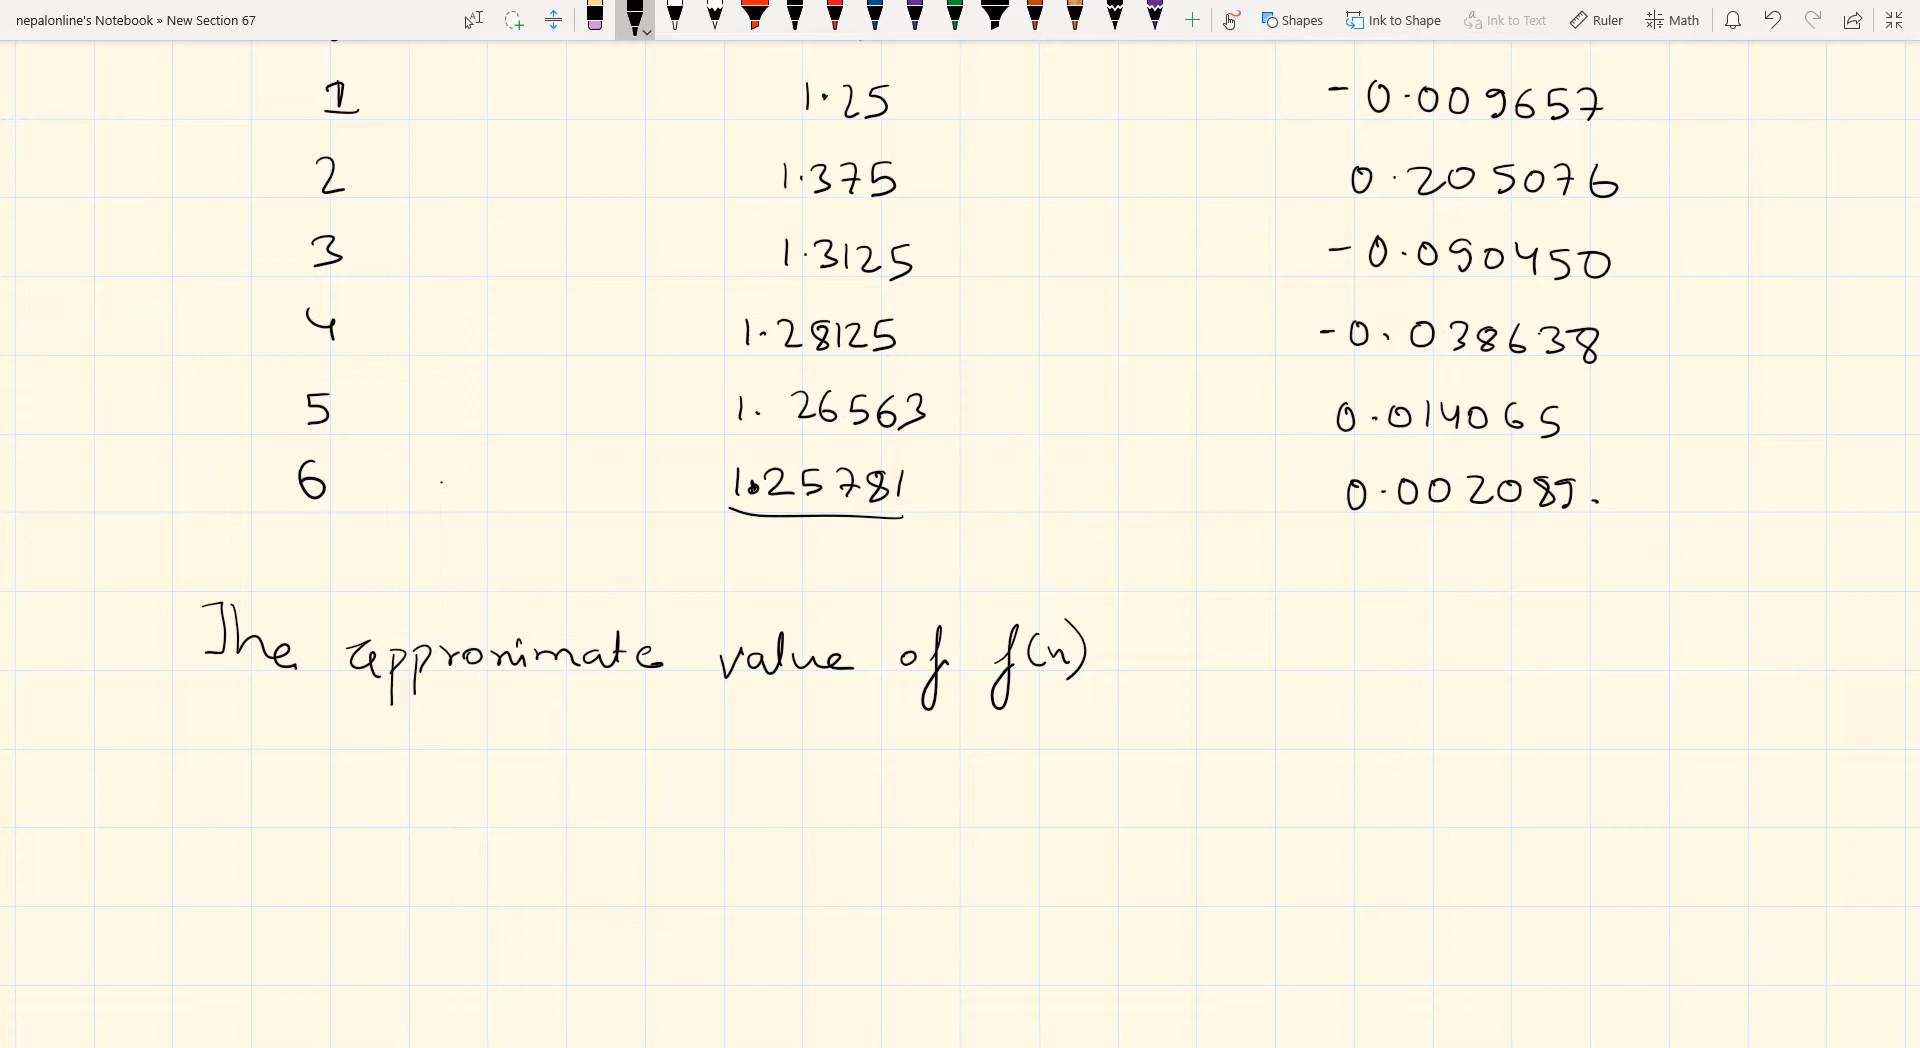 nepalonline's Notebook » New Section 67
Shapes Ink to Shape Ink to Text Ruler Math
1 1.25 -0.009657
2 1.375 0.205076
3 1.3125 -0.090450
4 1.28125 -0.038638
5 1.26563 0.014065
6 1.25781 0.002085.
The approximate value of f(n)